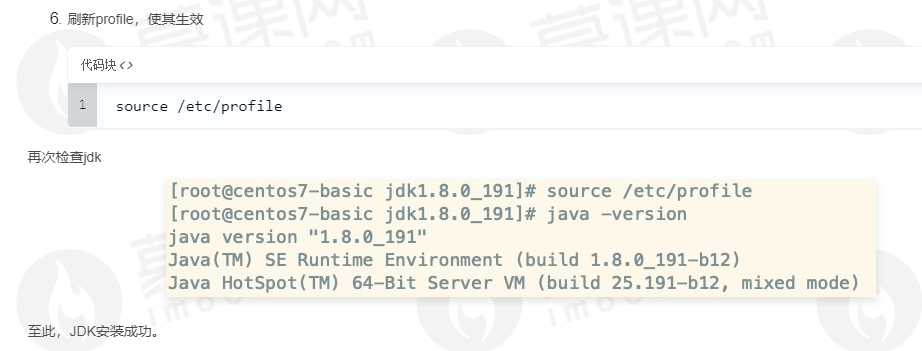 6. 刷新profile，使其生效
代码块<>
1 source /etc/profile
再次检查jdk
[root@centos7-basic jdk1.8.0_191]# source /etc/profile
[root@centos7-basic jdk1.8.0_191]# java -version
java version "1.8.0_191"
Java(TM) SE Runtime Environment (build 1.8.0_191-b12)
Java HotSpot(TM) 64-Bit Server VM (build 25.191-b12, mixed mode)
至此，JDK安装成功。